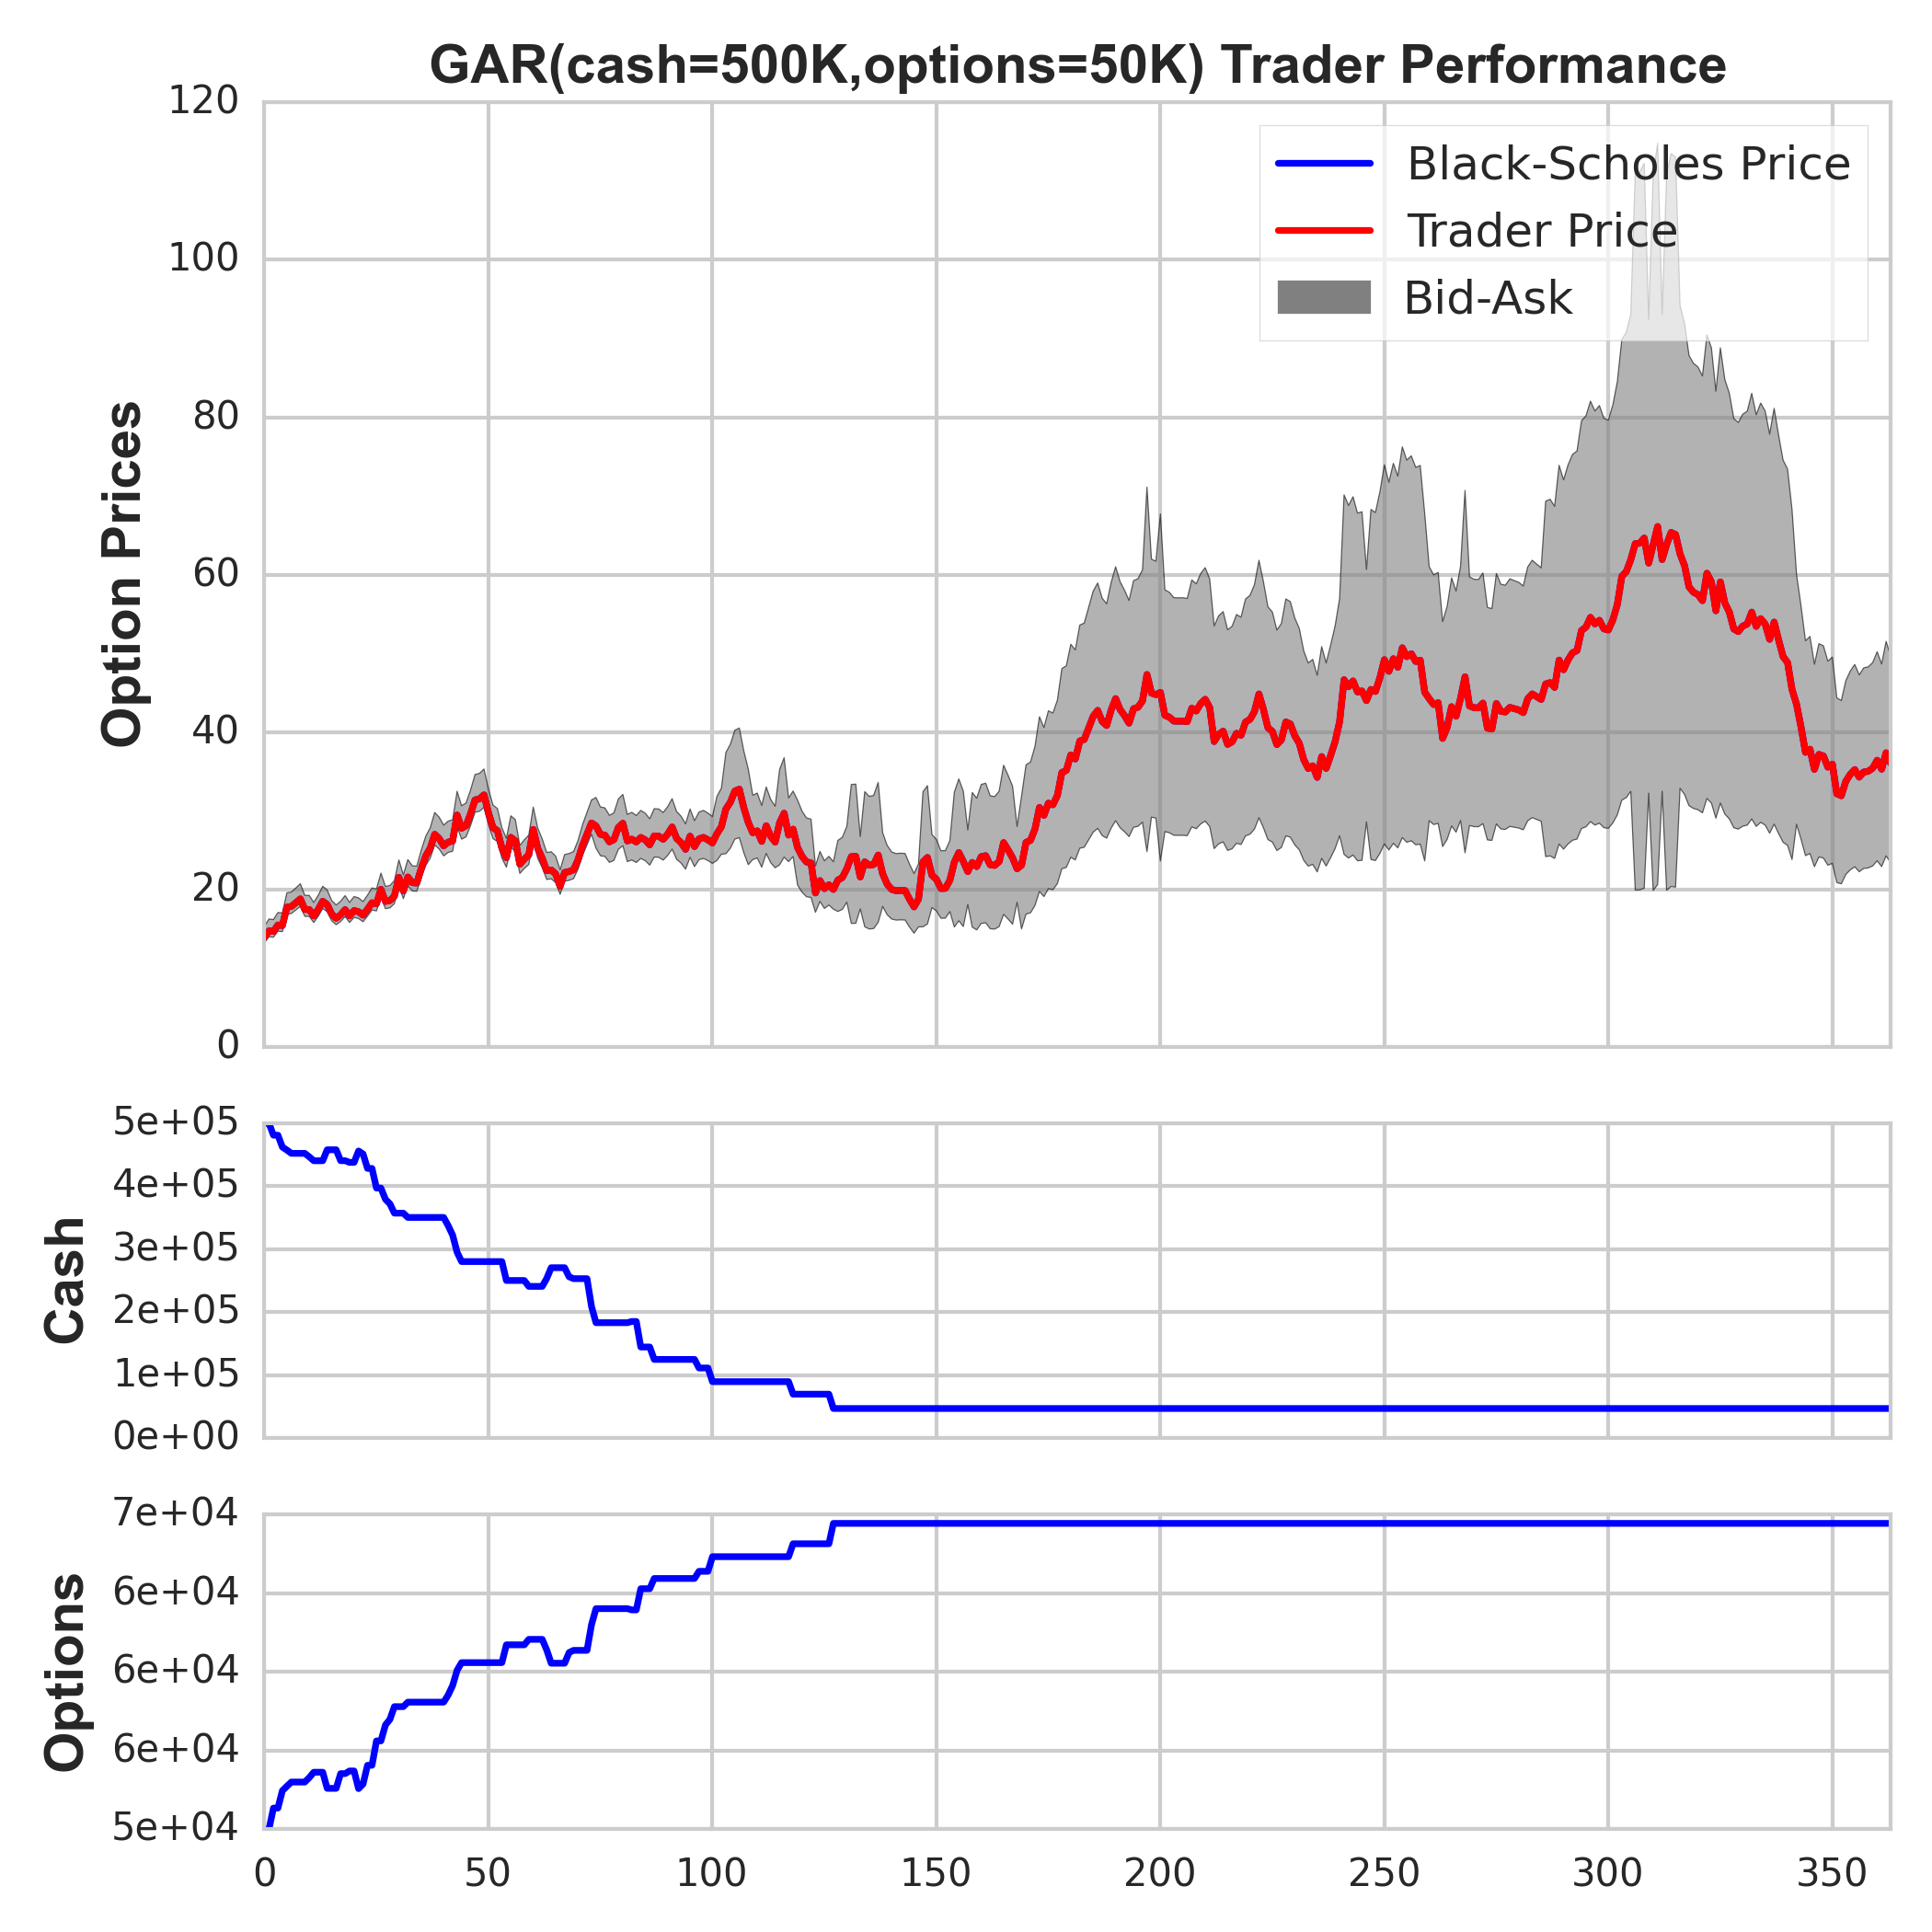 GAR(cash=500K,options=50K) Trader Performance
120
100
80
60
40
20
0
Option Prices
Black-Scholes Price
Trader Price
Bid-Ask
5e+05
4e+05
3e+05
2e+05
1e+05
0e+00
Cash
7e+04
6e+04
6e+04
6e+04
5e+04
Options
0 50 100 150 200 250 300 350